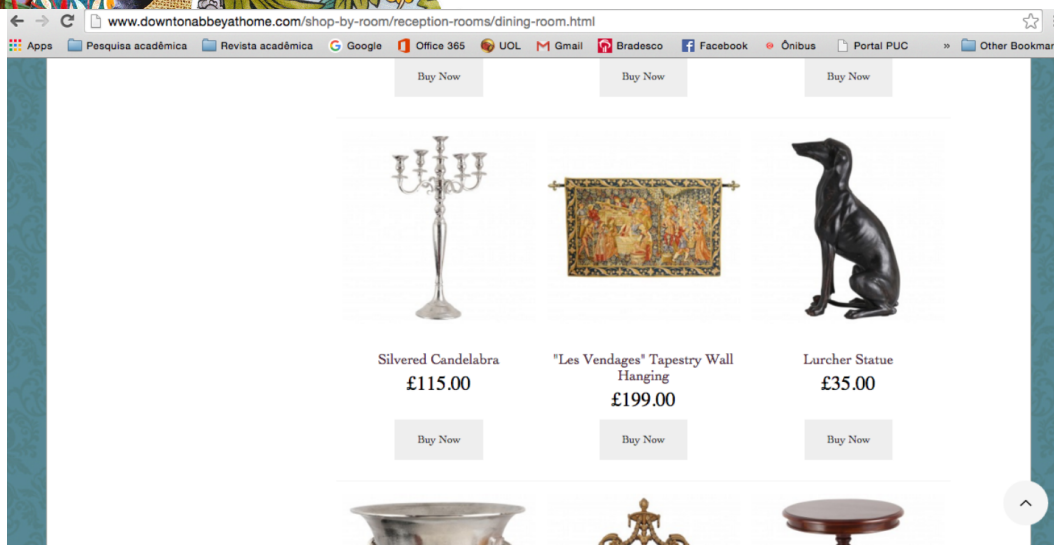 www.downtonabbeyathome.com/shop-by-room/reception-rooms/dining-room.html
Apps Pesquisa acadêmica Revista acadêmica Google Office 365 UOL Gmail Bradesco Facebook Ônibus Portal PUC » Other Bookmar
Buy Now Buy Now Buy Now
Silvered Candelabra "Les Vendages" Tapestry Wall Lurcher Statue
£115.00 Hanging £35.00
£199.00
Buy Now Buy Now Buy Now